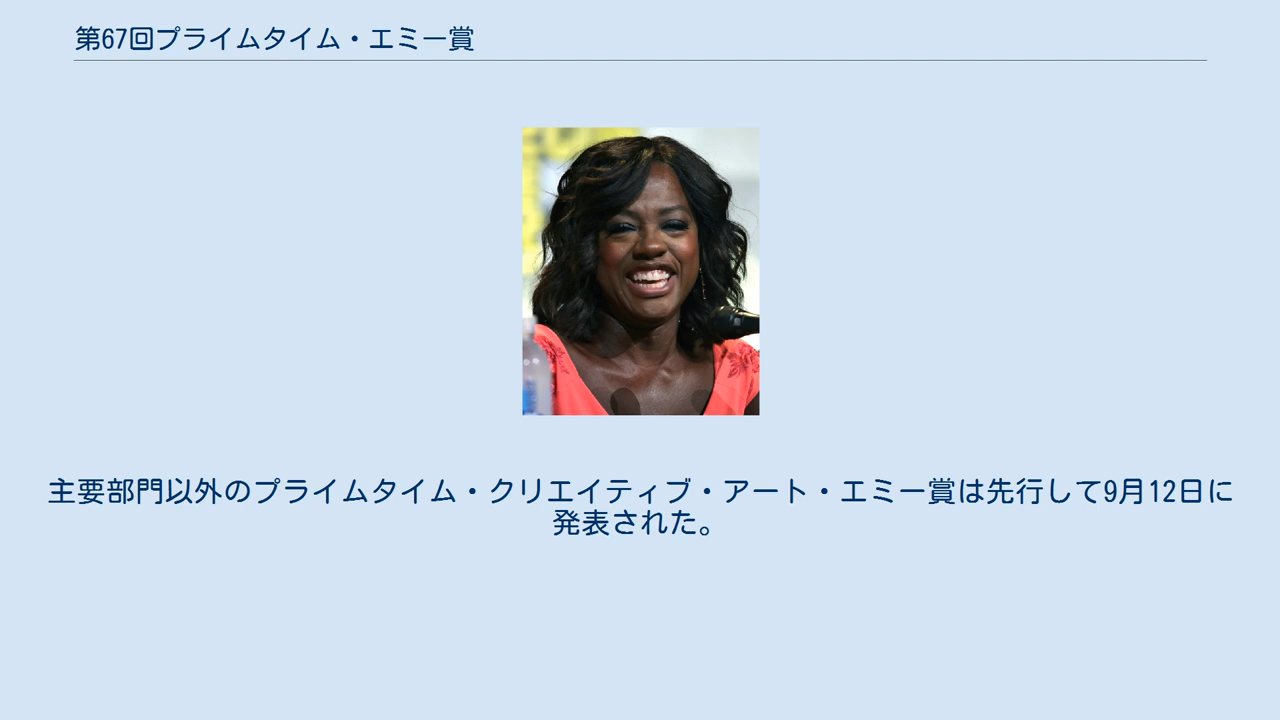 第67回プライムタイム・エミー賞
主要部門以外のプライムタイム・クリエイティブ・アート・エミー賞は先行して9月12日に
発表された。